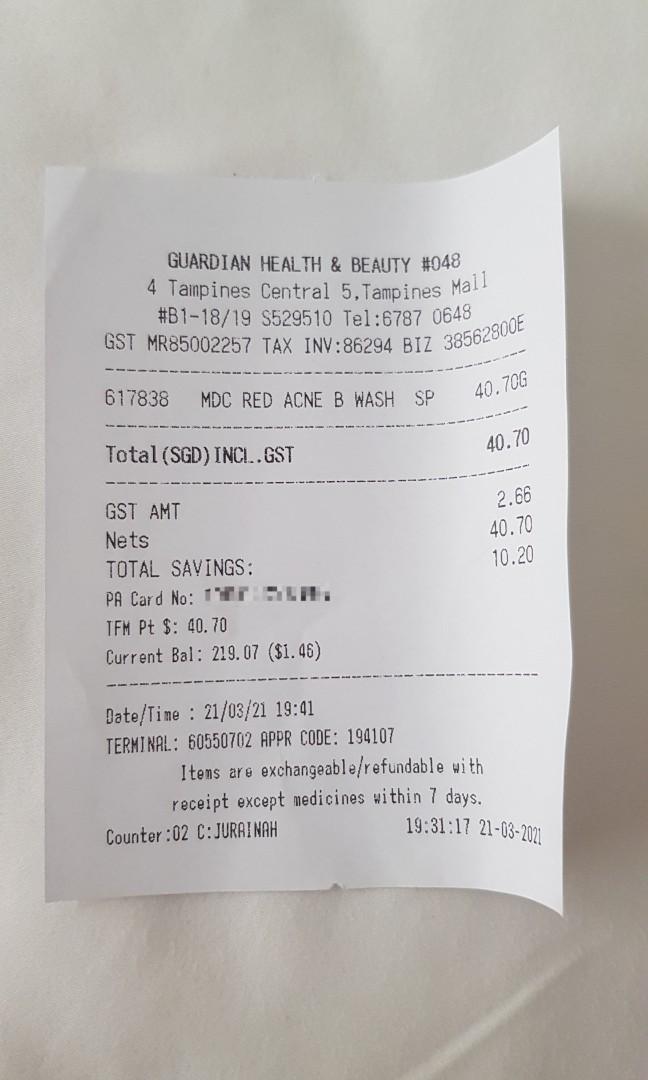 GUARDIAN HEALTH & BEAUTY #048
4 Tampines Central 5,Tampines Mall
#B1-18/19 S529510 Tel:6787 0648
GST MR85002257 TAX INV:86294 BIZ 38562800E
617838 MDC RED ACNE B WASH SP 40.70G
Total(SGD)INCL.GST 40.70
GST AMT 2.66
Nets 40.70
TOTAL SAVINGS: 10.20
PA Card No:
TFM Pt $: 40.70
Current Bal: 219.07 ($1.46)
Date/Time : 21/03/21 19:41
TERMINAL: 60550702 APPR CODE: 194107
Items are exchangeable/refundable with
receipt except medicines within 7 days.
Counter:02 C:JURAINAH 19:31:17 21-03-2021